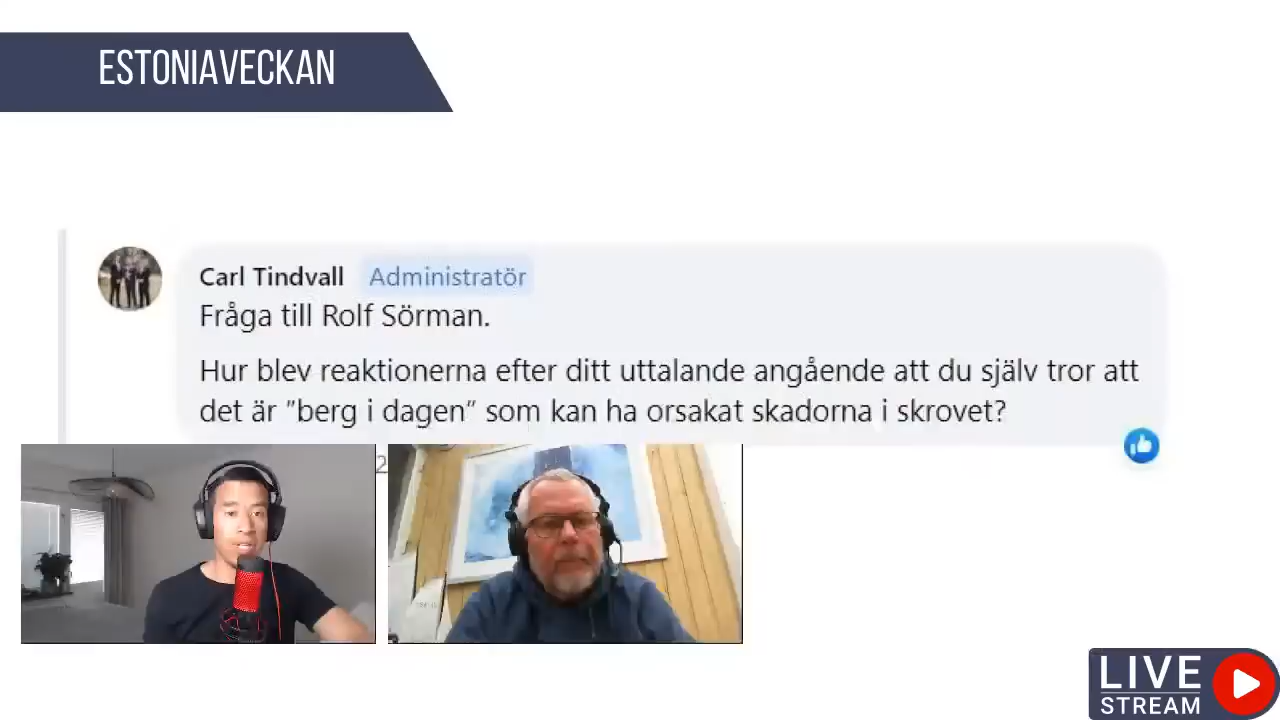 ESTONIAVECKAN
Carl Tindvall Administratör
Fråga till Rolf Sörman.
Hur blev reaktionerna efter ditt uttalande angående att du själv tror att
det är ”berg i dagen” som kan ha orsakat skadorna i skrovet?
2
LIVE
STREAM